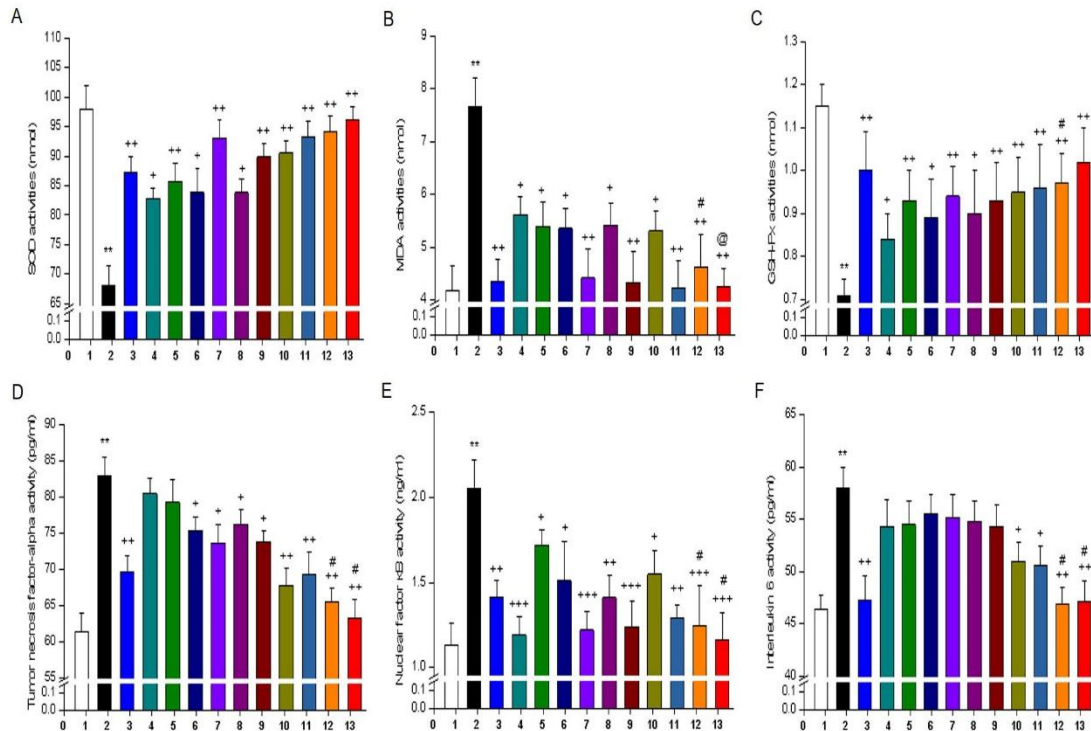 A
SOD activities (nmol)
110
105
100
95
90
85
80
75
70
65
0.1
0.0
** ++ + ++ + ++ + ++ ++ ++ ++ ++
0 1 2 3 4 5 6 7 8 9 10 11 12 13
B
MDA activities (nmol)
9
8
7
6
5
4
0.1
0.0
** ++ + + + ++ + ++ + ++ # ++ @ ++
0 1 2 3 4 5 6 7 8 9 10 11 12 13
C
GSH-Px activities (nmol)
1.3
1.2
1.1
1.0
0.9
0.8
0.7
0.1
0.0
** ++ + ++ + ++ + ++ ++ ++ # ++ ++
0 1 2 3 4 5 6 7 8 9 10 11 12 13
D
Tumor necrosis factor-alpha activity (pg/ml)
90
85
80
75
70
65
60
55
0.1
0.0
** ++ + + + + ++ ++ # ++ # ++
0 1 2 3 4 5 6 7 8 9 10 11 12 13
E
Nuclear factor κB activity (ng/ml)
2.5
2.0
1.5
1.0
0.1
0.0
** ++ +++ + + +++ ++ +++ + ++ # +++ # +++
0 1 2 3 4 5 6 7 8 9 10 11 12 13
F
Interleukin 6 activity (pg/ml)
65
60
55
50
45
40
0.1
0.0
** ++ + + # ++ # ++
0 1 2 3 4 5 6 7 8 9 10 11 12 13